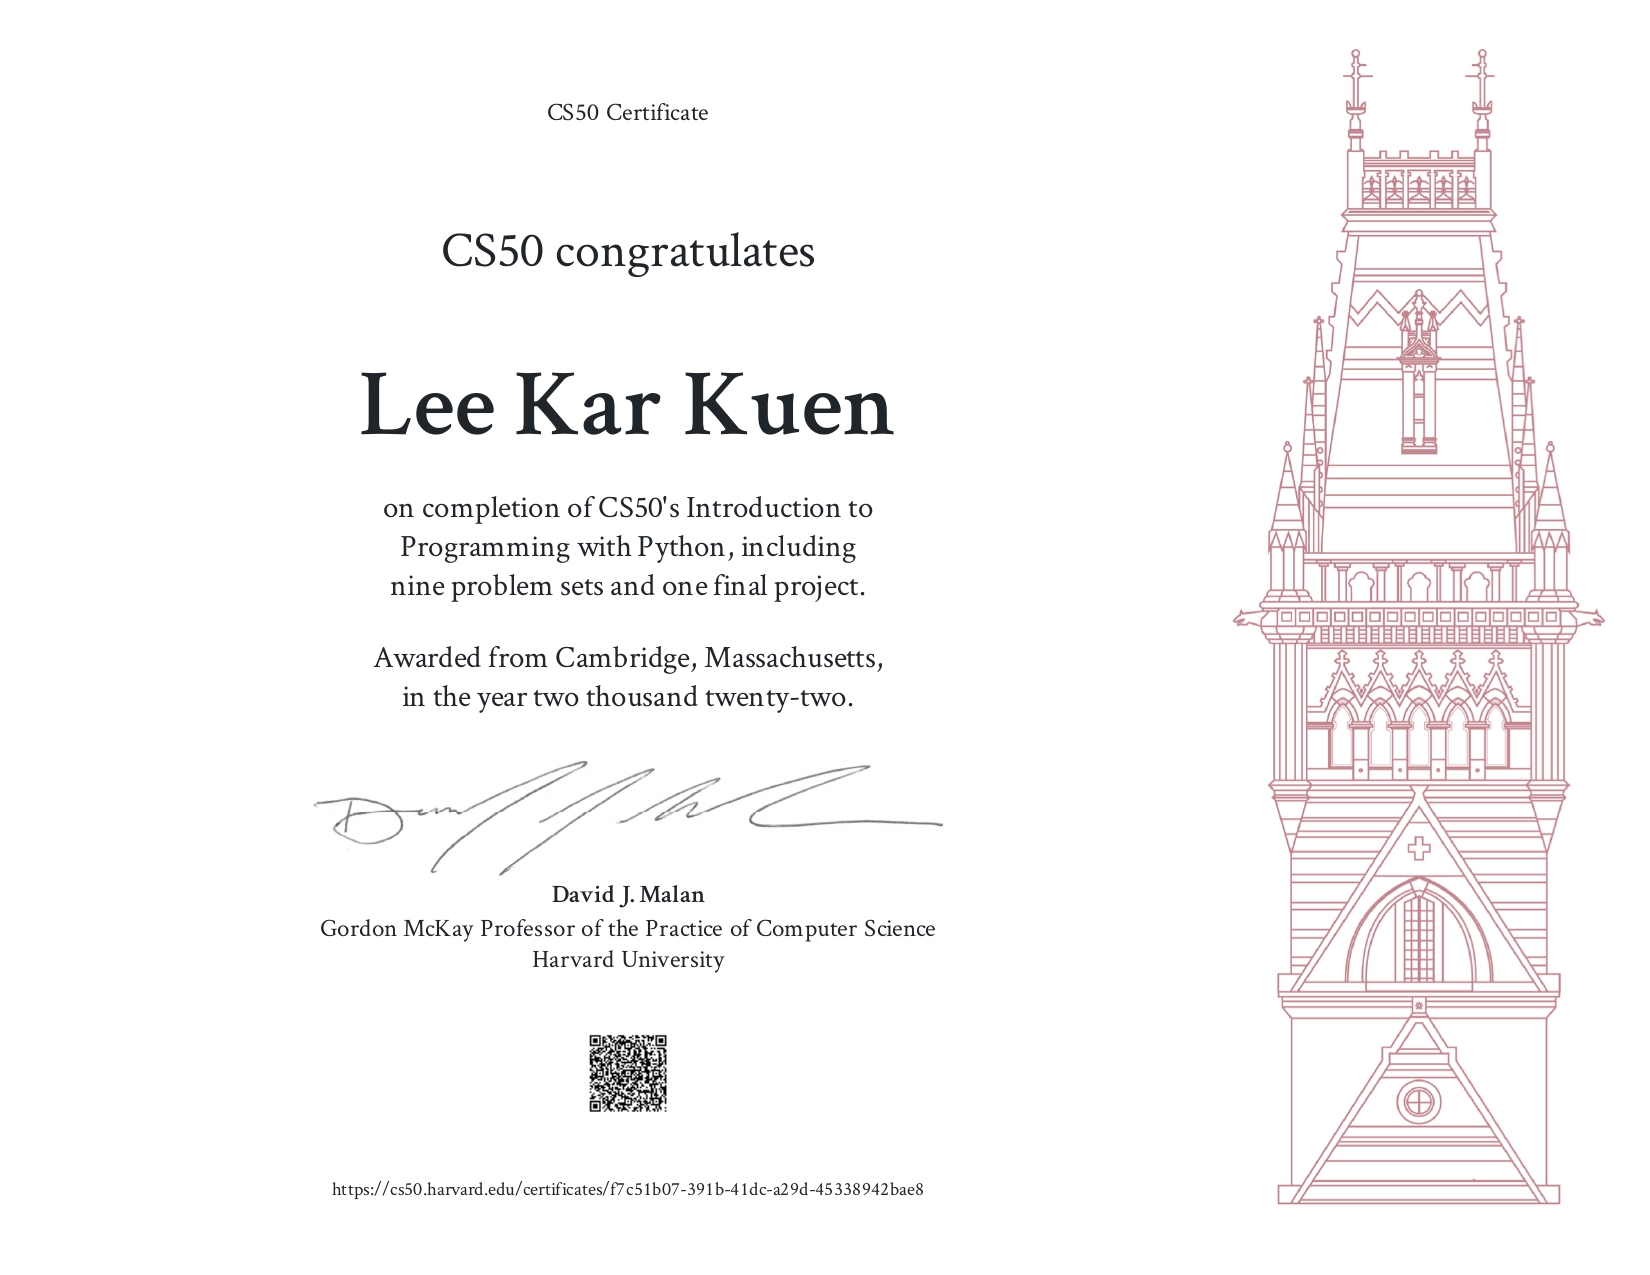 CS50 Certificate
CS50 congratulates
Lee Kar Kuen
on completion of CS50's Introduction to
Programming with Python, including
nine problem sets and one final project.
Awarded from Cambridge, Massachusetts,
in the year two thousand twenty-two.
David J. Malan
Gordon McKay Professor of the Practice of Computer Science
Harvard University
https://cs50.harvard.edu/certificates/f7c51b07-391b-41dc-a29d-45338942bae8